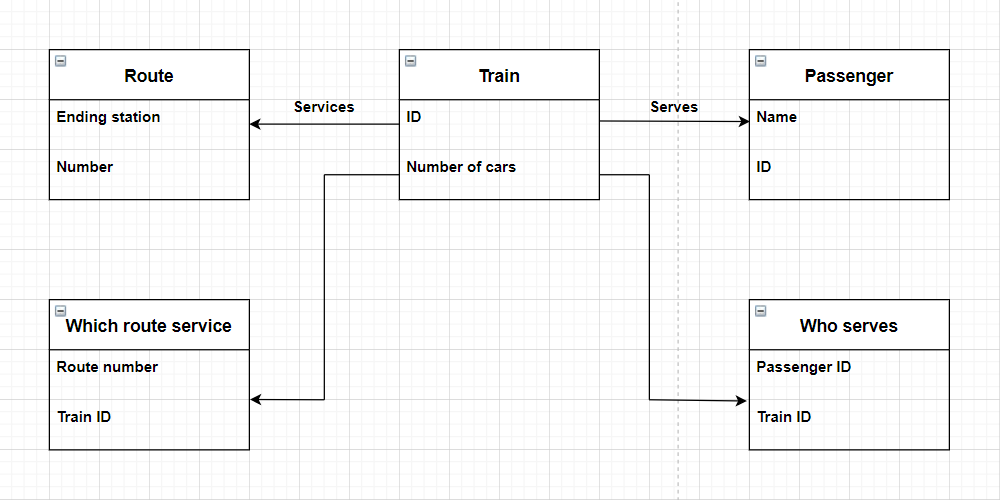 Route
Ending station
Number
Services
Train
ID
Number of cars
Serves
Passenger
Name
ID
Which route service
Route number
Train ID
Who serves
Passenger ID
Train ID